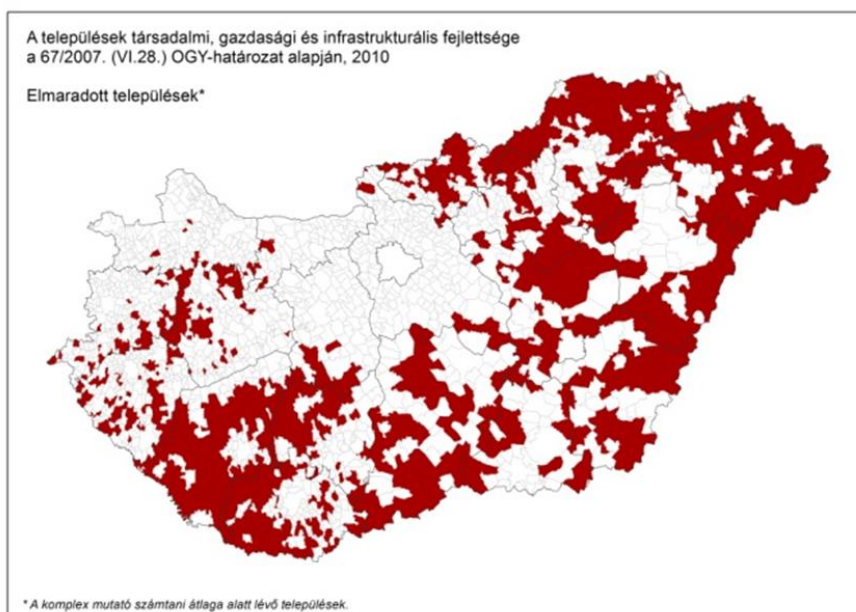 A települések társadalmi, gazdasági és infrastrukturális fejlettsége
a 67/2007. (VI.28.) OGY-határozat alapján, 2010
Elmaradott települések*
* A komplex mutató számtani átlaga alatt lévő települések.